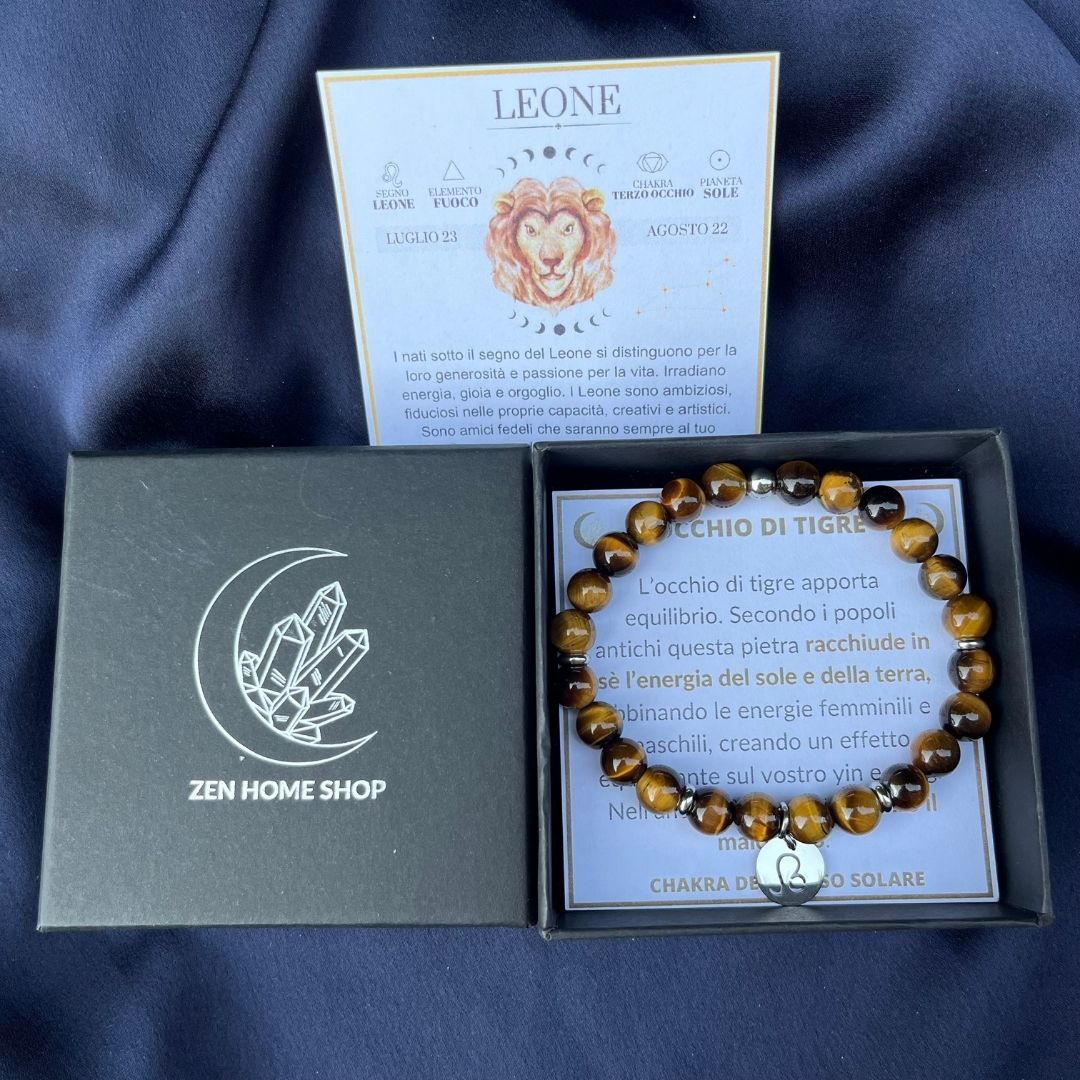 LEONE
SEGNO
LEONE
ELEMENTO
FUOCO
CHAKRA
TERZO OCCHIO
PIANETA
SOLE
LUGLIO 23
AGOSTO 22
I nati sotto il segno del Leone si distinguono per la
loro generosità e passione per la vita. Irradiano
energia, gioia e orgoglio. I Leone sono ambiziosi,
fiduciosi nelle proprie capacità, creativi e artistici.
Sono amici fedeli che saranno sempre al tuo
ZEN HOME SHOP
OCCHIO DI TIGRE
L'occhio di tigre apporta
equilibrio. Secondo i popoli
antichi questa pietra racchiude in
sè l'energia del sole e della terra,
le energie femminili e
creando un effetto
sul vostro yin e
il
CHAKRA SOLARE